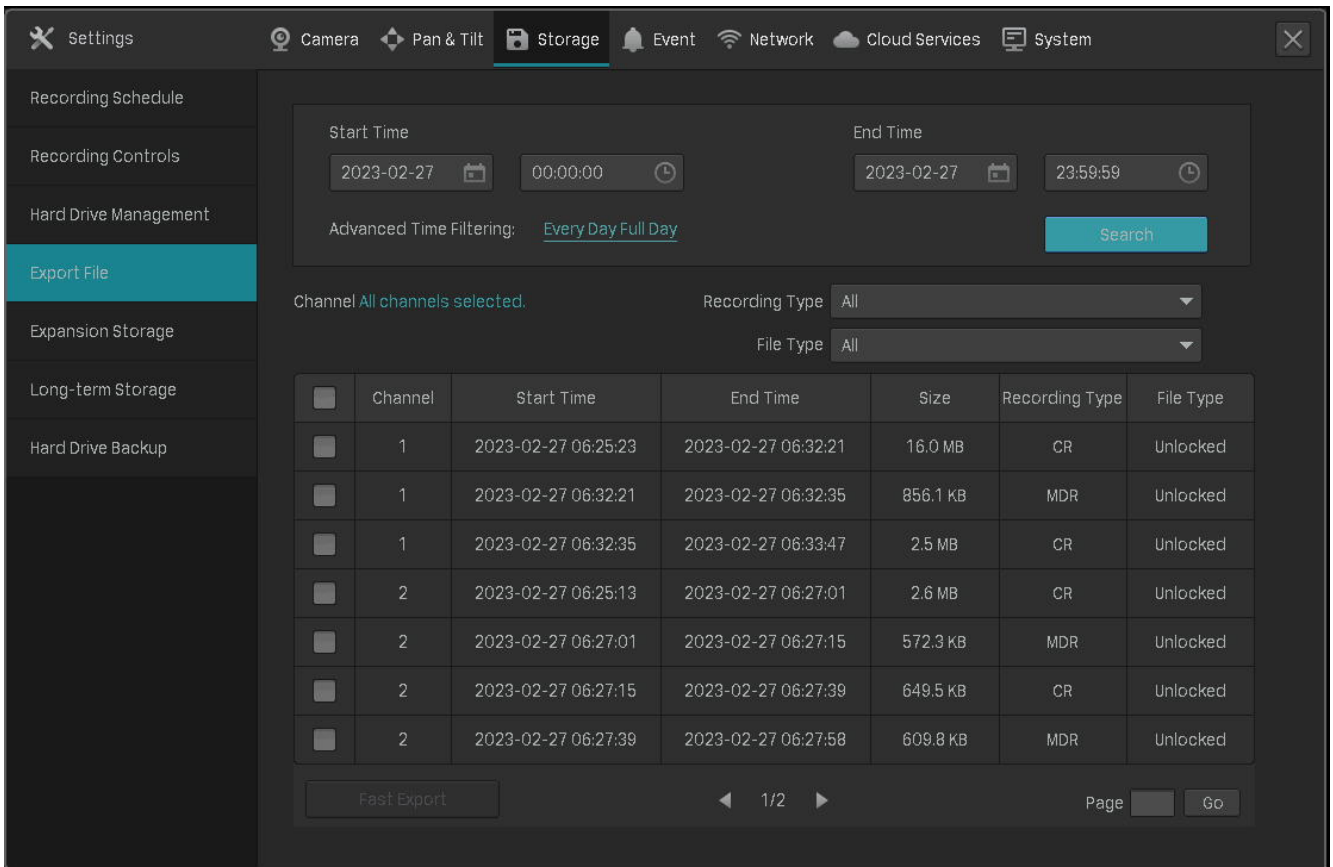 Settings Camera Pan & Tilt Storage Event Network Cloud Services System
Recording Schedule
Recording Controls
Hard Drive Management
Export File
Expansion Storage
Long-term Storage
Hard Drive Backup
Start Time End Time
2023-02-27 00:00:00 2023-02-27 23:59:59
Advanced Time Filtering: Every Day Full Day Search
Channel All channels selected. Recording Type All
File Type All
Channel Start Time End Time Size Recording Type File Type
1 2023-02-27 06:25:23 2023-02-27 06:32:21 16.0 MB CR Unlocked
1 2023-02-27 06:32:21 2023-02-27 06:32:35 856.1 KB MDR Unlocked
1 2023-02-27 06:32:35 2023-02-27 06:33:47 2.5 MB CR Unlocked
2 2023-02-27 06:25:13 2023-02-27 06:27:01 2.6 MB CR Unlocked
2 2023-02-27 06:27:01 2023-02-27 06:27:15 572.3 KB MDR Unlocked
2 2023-02-27 06:27:15 2023-02-27 06:27:39 649.5 KB CR Unlocked
2 2023-02-27 06:27:39 2023-02-27 06:27:58 609.8 KB MDR Unlocked
Fast Export 1/2 Page Go